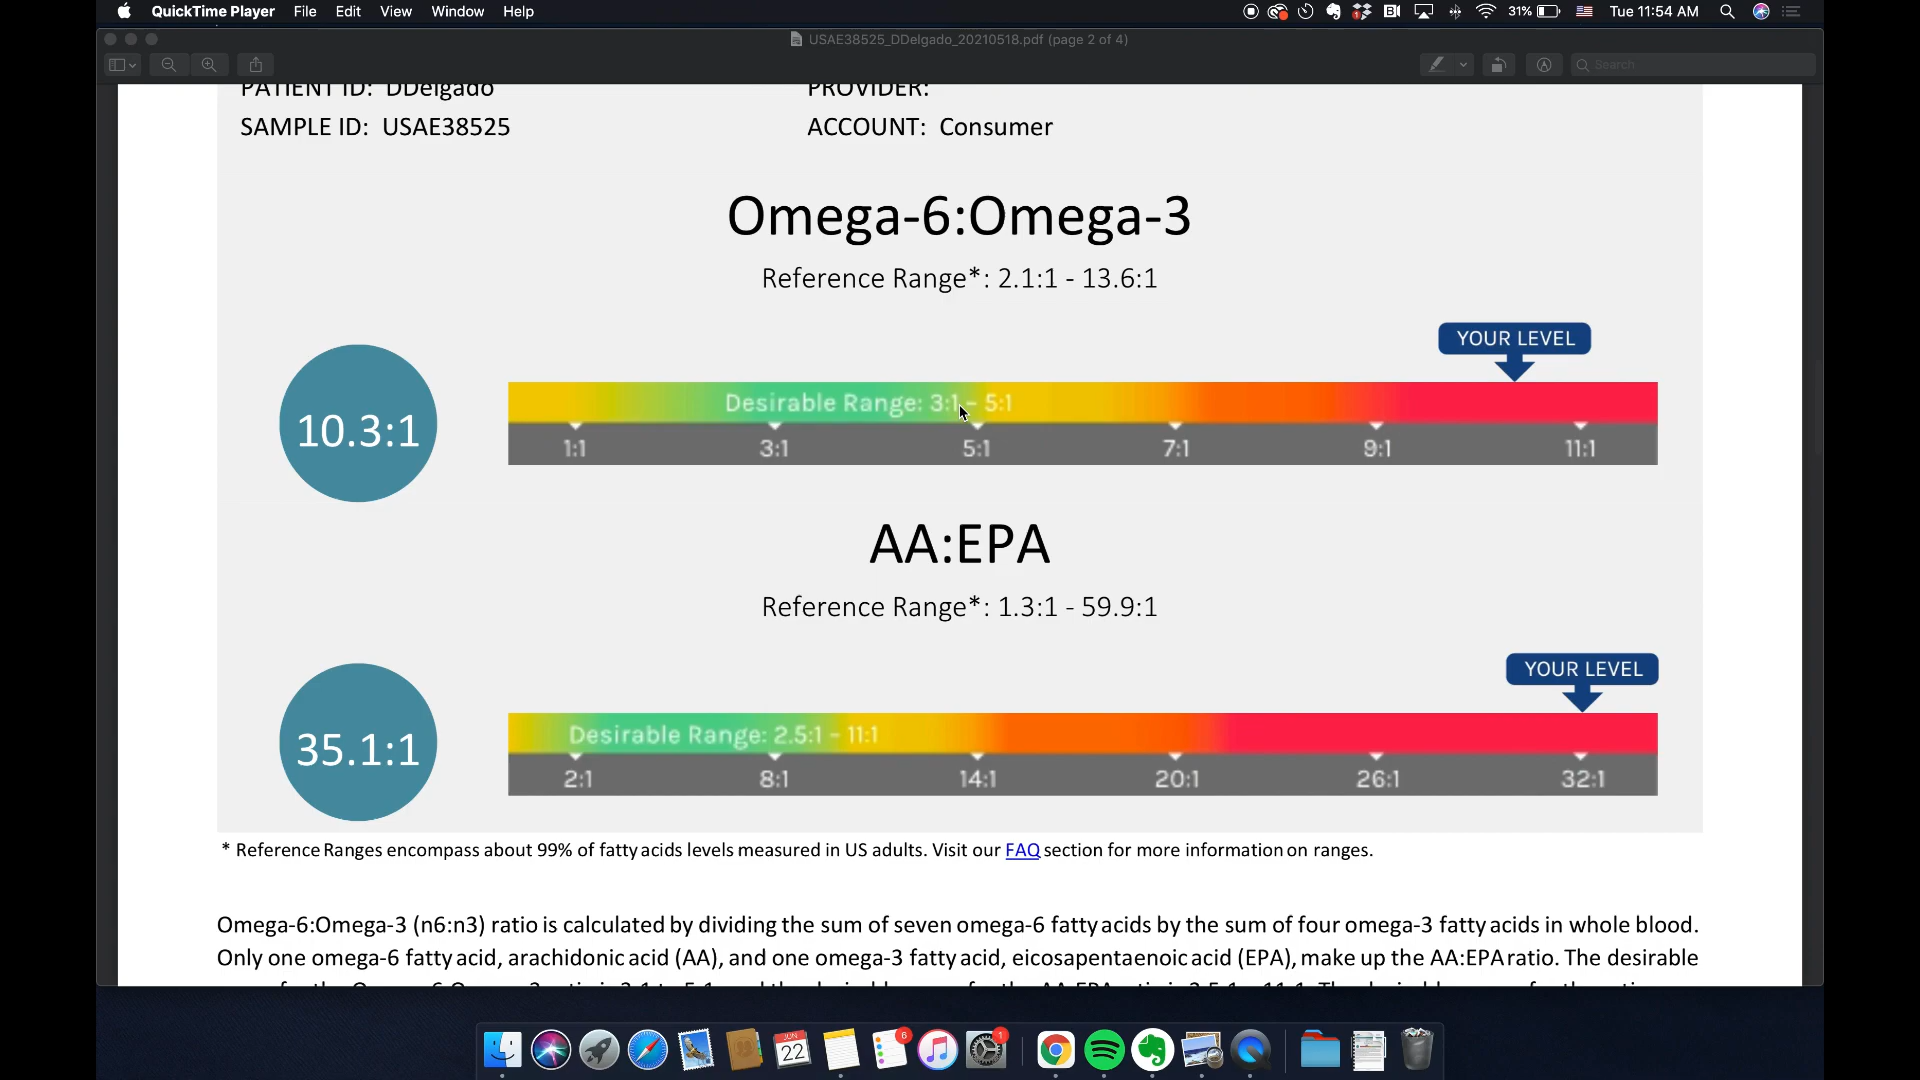 QuickTime Player File Edit View Window Help 31% Tue 11:54 AM
USAE38525_DDelgado_20210518.pdf (page 2 of 4)
Search
PATIENT ID: DDelgado PROVIDER:
SAMPLE ID: USAE38525 ACCOUNT: Consumer
Omega-6:Omega-3
Reference Range*: 2.1:1 - 13.6:1
YOUR LEVEL
10.3:1
Desirable Range: 3:1 – 5:1
1:1 3:1 5:1 7:1 9:1 11:1
AA:EPA
Reference Range*: 1.3:1 - 59.9:1
YOUR LEVEL
35.1:1
Desirable Range: 2.5:1 – 11:1
2:1 8:1 14:1 20:1 26:1 32:1
* Reference Ranges encompass about 99% of fatty acids levels measured in US adults. Visit our FAQ section for more information on ranges.
Omega-6:Omega-3 (n6:n3) ratio is calculated by dividing the sum of seven omega-6 fatty acids by the sum of four omega-3 fatty acids in whole blood.
Only one omega-6 fatty acid, arachidonic acid (AA), and one omega-3 fatty acid, eicosapentaenoic acid (EPA), make up the AA:EPA ratio. The desirable
JUN
22
6
1